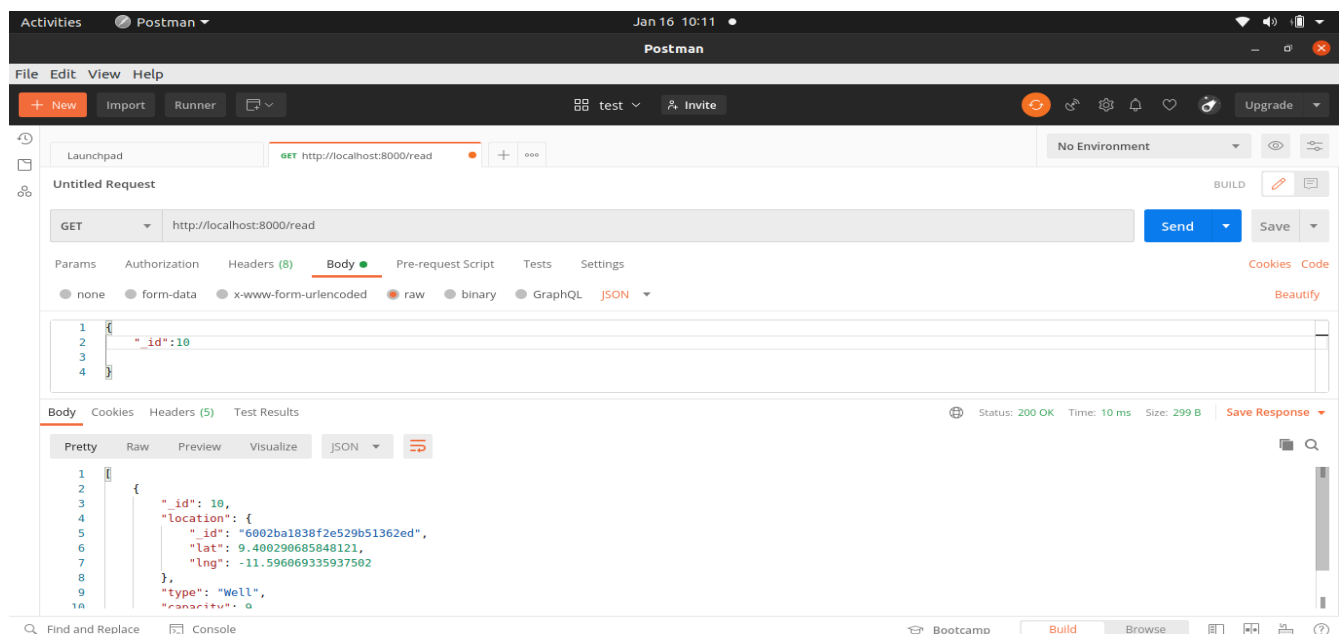 Activities Postman Jan 16 10:11
Postman
File Edit View Help
+ New Import Runner test Invite Upgrade
Launchpad GET http://localhost:8000/read + ooo No Environment
Untitled Request BUILD
GET http://localhost:8000/read Send Save
Params Authorization Headers (8) Body Pre-request Script Tests Settings Cookies Code
none form-data x-www-form-urlencoded raw binary GraphQL JSON Beautify
1 {
2 "_id":10
3
4 }
Body Cookies Headers (5) Test Results Status: 200 OK Time: 10 ms Size: 299 B Save Response
Pretty Raw Preview Visualize JSON
1 [
2 {
3 "_id": 10,
4 "location": {
5 "_id": "6002ba1838f2e529b51362ed",
6 "lat": 9.400290685848121,
7 "lng": -11.596069335937502
8 },
9 "type": "Well",
10 "capacity": 9
Find and Replace Console Bootcamp Build Browse